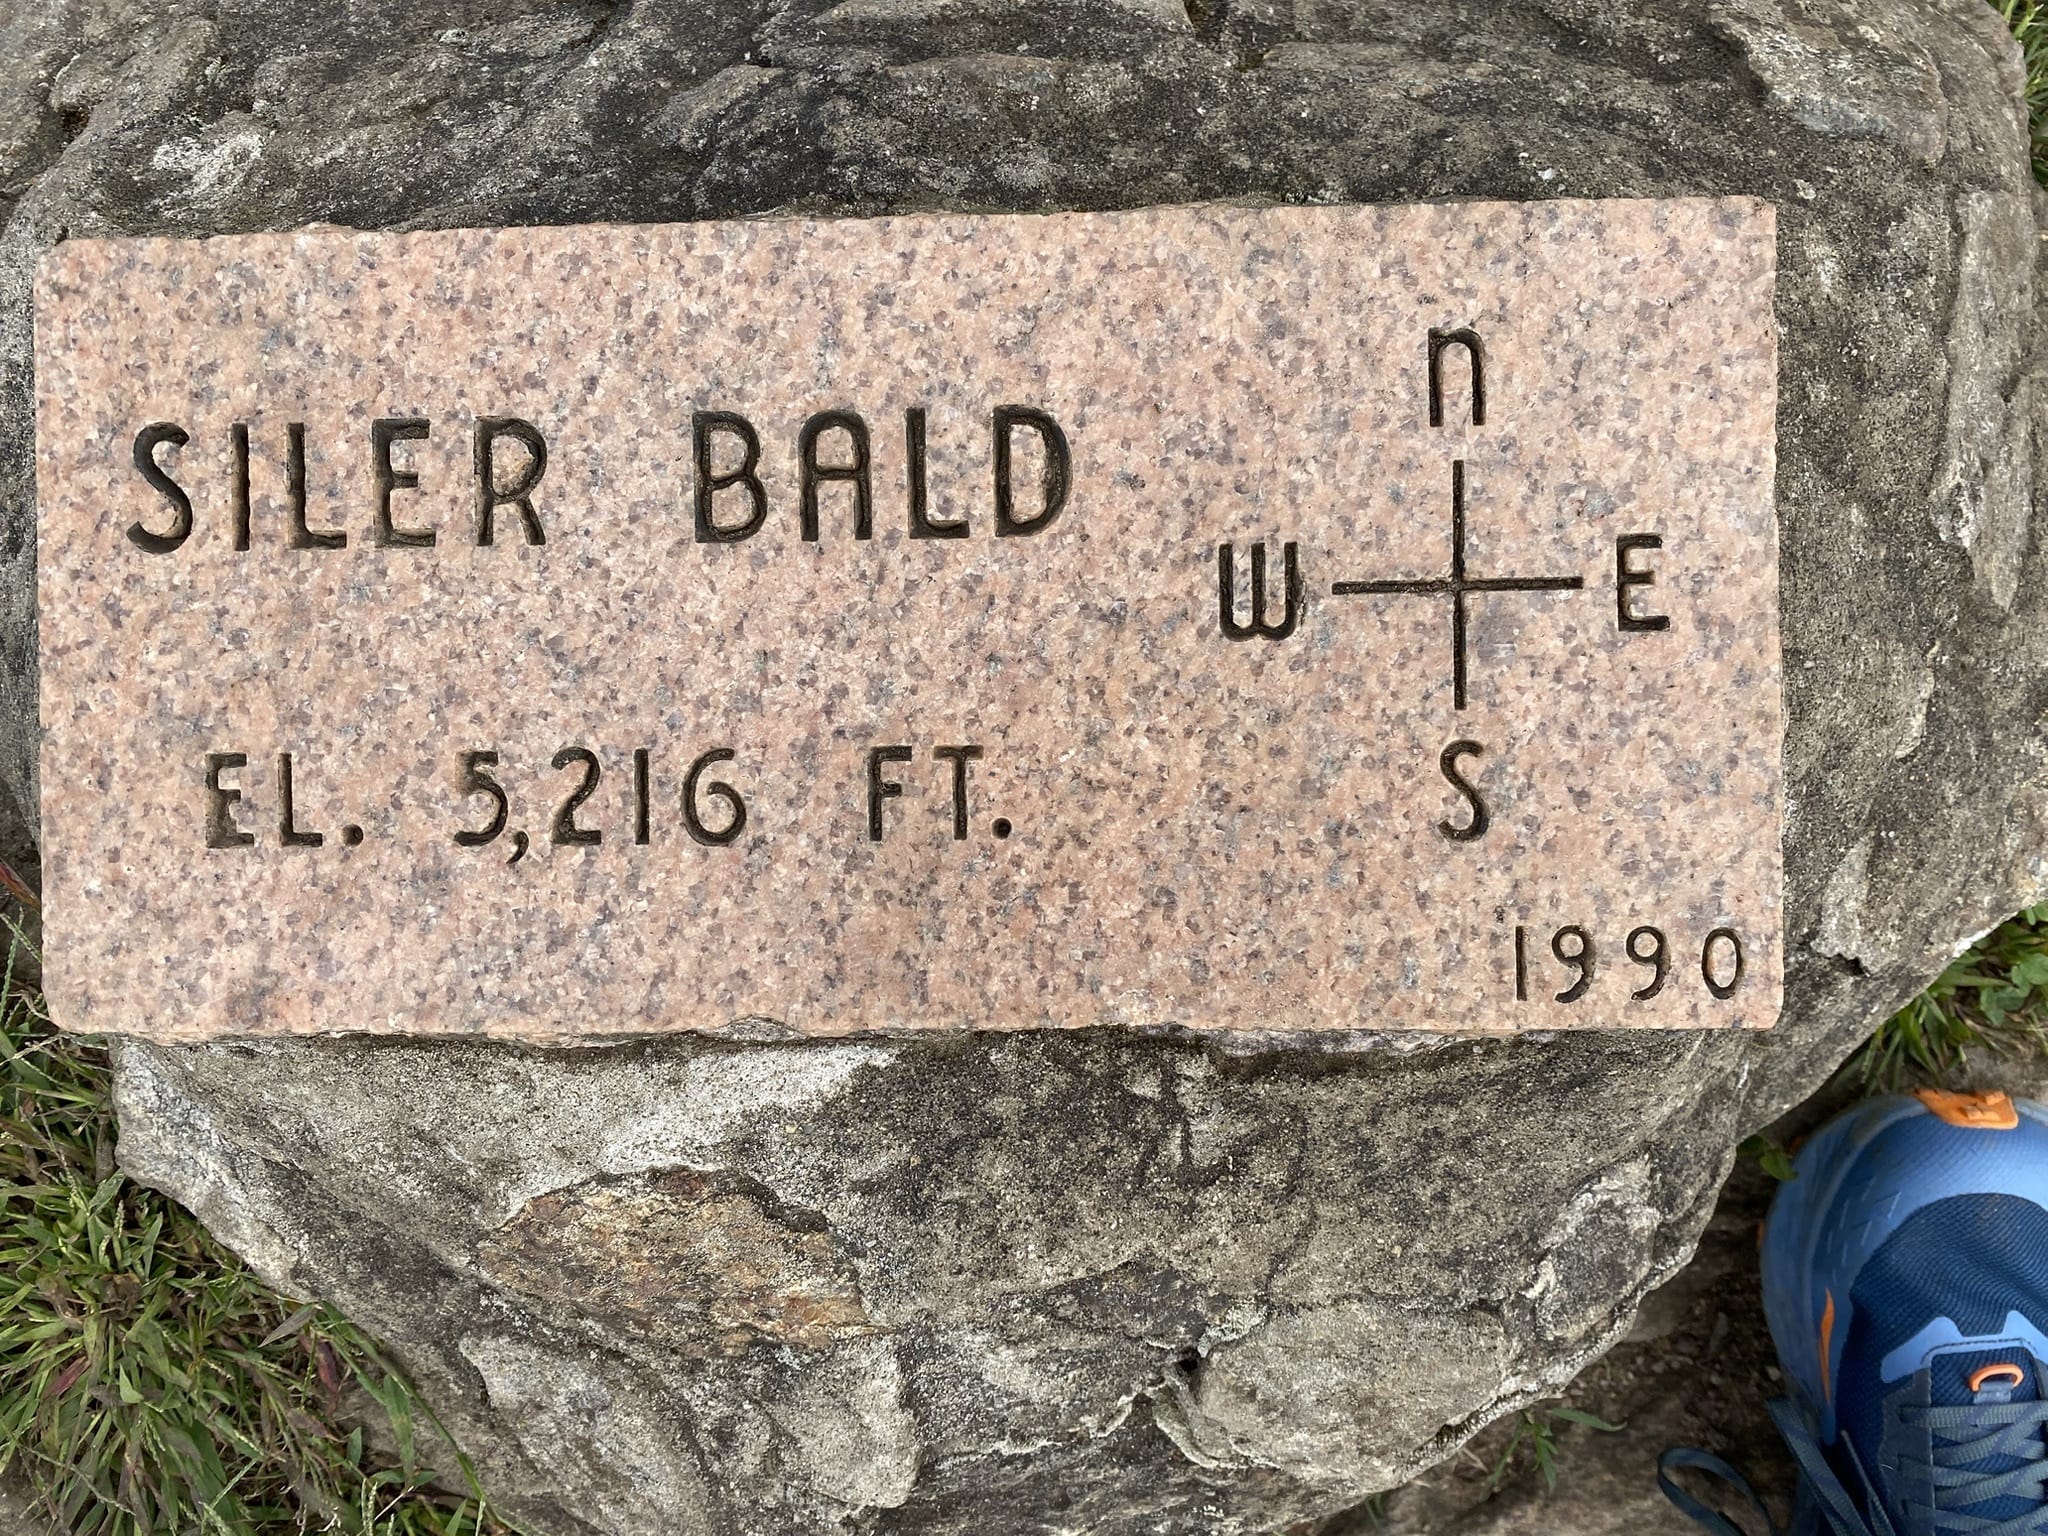 SILER BALD
n
W E
EL. 5,216 FT.
S
1990